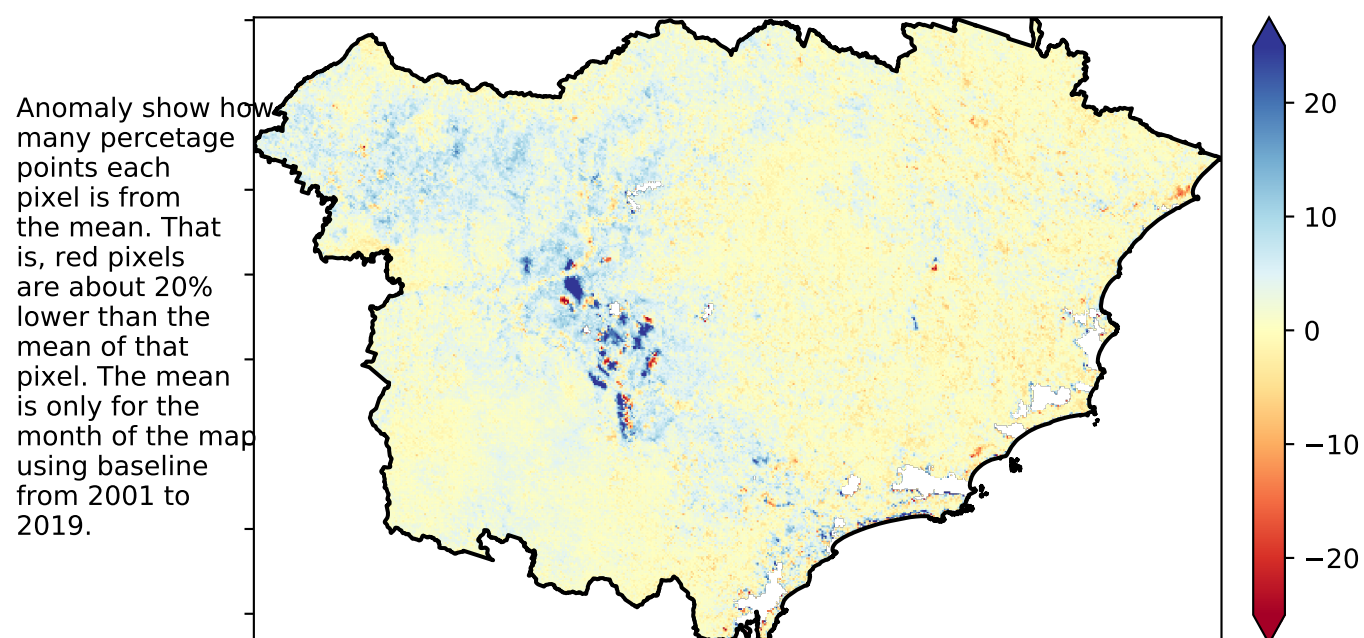 Anomaly show how
many percetage
points each
pixel is from
the mean. That
is, red pixels
are about 20%
lower than the
mean of that
pixel. The mean
is only for the
month of the map
using baseline
from 2001 to
2019.
20
10
0
−10
−20